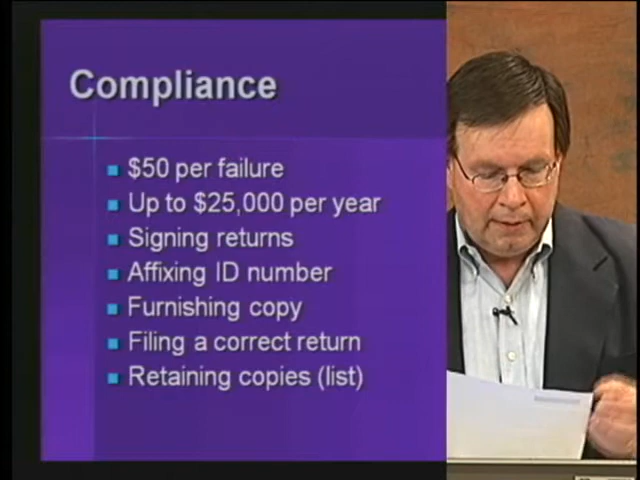 Compliance
$50 per failure
Up to $25,000 per year
Signing returns
Affixing ID number
Furnishing copy
Filing a correct return
Retaining copies (list)